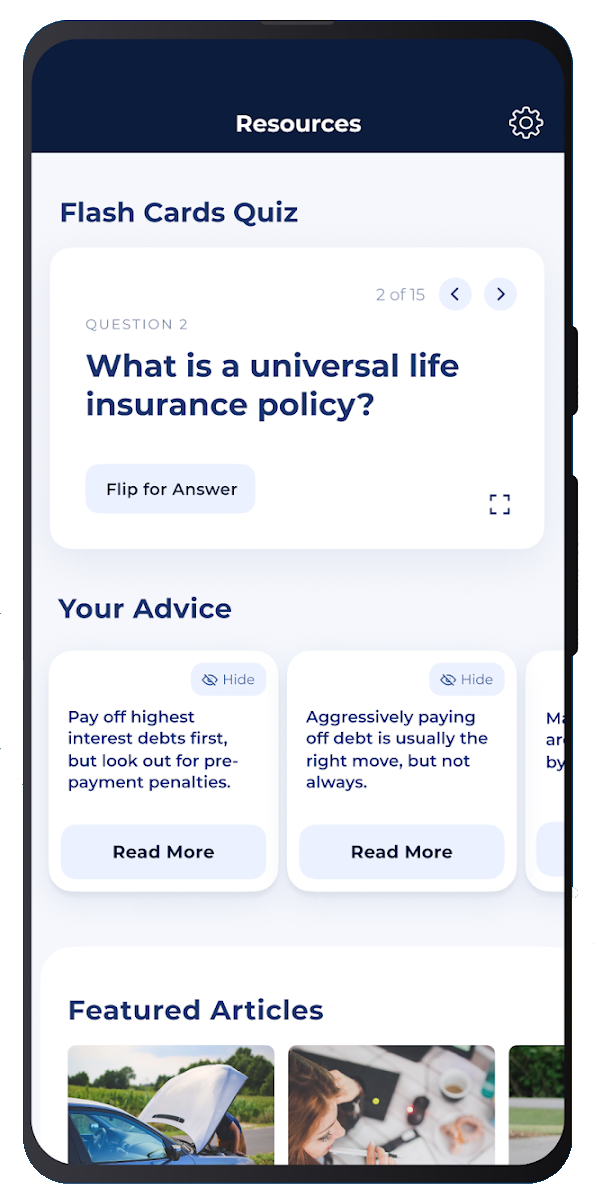 Resources
Flash Cards Quiz
2 of 15
QUESTION 2
What is a universal life
insurance policy?
Flip for Answer
Your Advice
Hide
Pay off highest
interest debts first,
but look out for pre-
payment penalties.
Read More
Hide
Aggressively paying
off debt is usually the
right move, but not
always.
Read More
by
Featured Articles